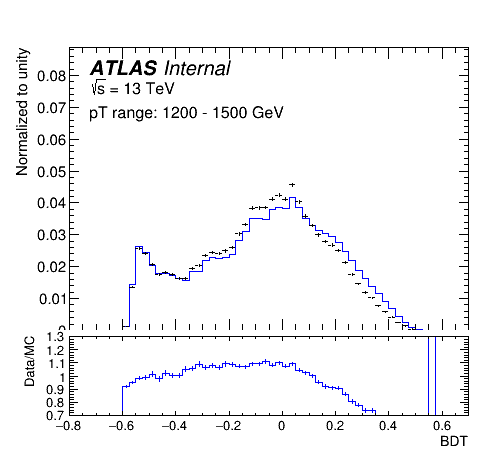 ATLAS Internal
√s = 13 TeV
pT range: 1200 - 1500 GeV
Normalized to unity
0.08
0.07
0.06
0.05
0.04
0.03
0.02
0.01
Data/MC
1.3
1.2
1.1
1
0.9
0.8
0.7
−0.8 −0.6 −0.4 −0.2 0 0.2 0.4 0.6
BDT